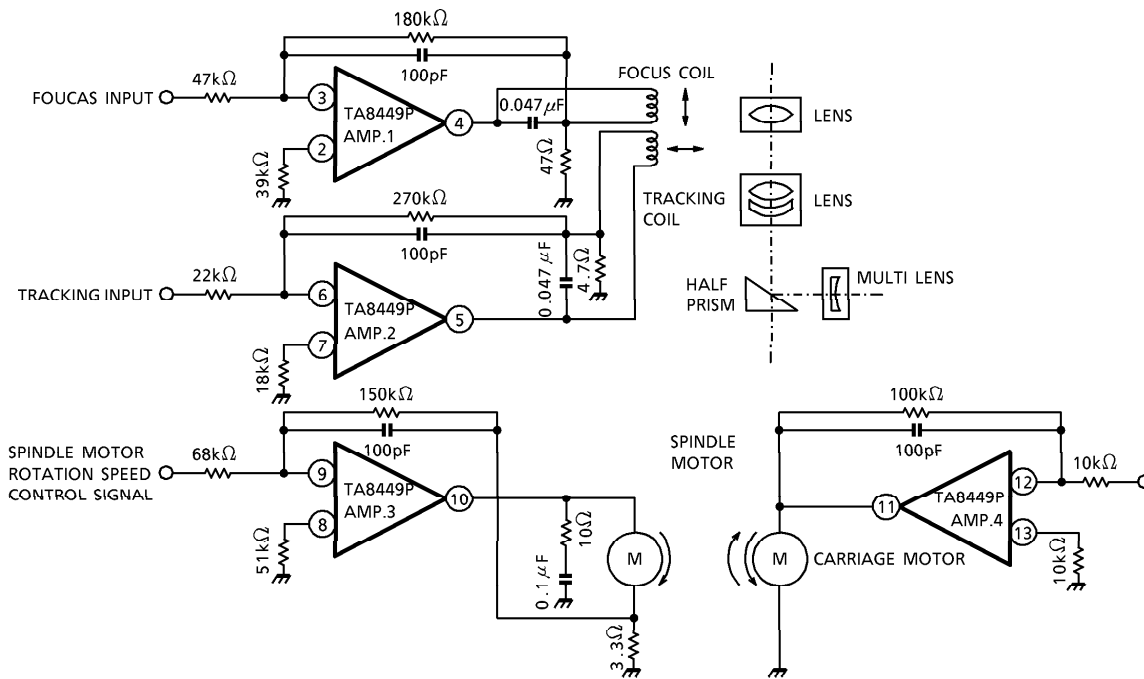 180kΩ
100pF
47kΩ
FOUCAS INPUT
3
TA8449P
AMP.1
4
2
39kΩ
0.047μF
47Ω
FOCUS COIL
LENS
270kΩ
100pF
TRACKING
COIL
LENS
22kΩ
TRACKING INPUT
6
TA8449P
AMP.2
5
7
18kΩ
0.047μF
4.7Ω
HALF
PRISM
MULTI LENS
150kΩ
100pF
68kΩ
SPINDLE MOTOR
ROTATION SPEED
CONTROL SIGNAL
9
TA8449P
AMP.3
10
8
51kΩ
10Ω
0.1μF
M
3.3Ω
SPINDLE
MOTOR
100kΩ
100pF
10kΩ
12
TA8449P
AMP.4
11
13
10kΩ
M
CARRIAGE MOTOR